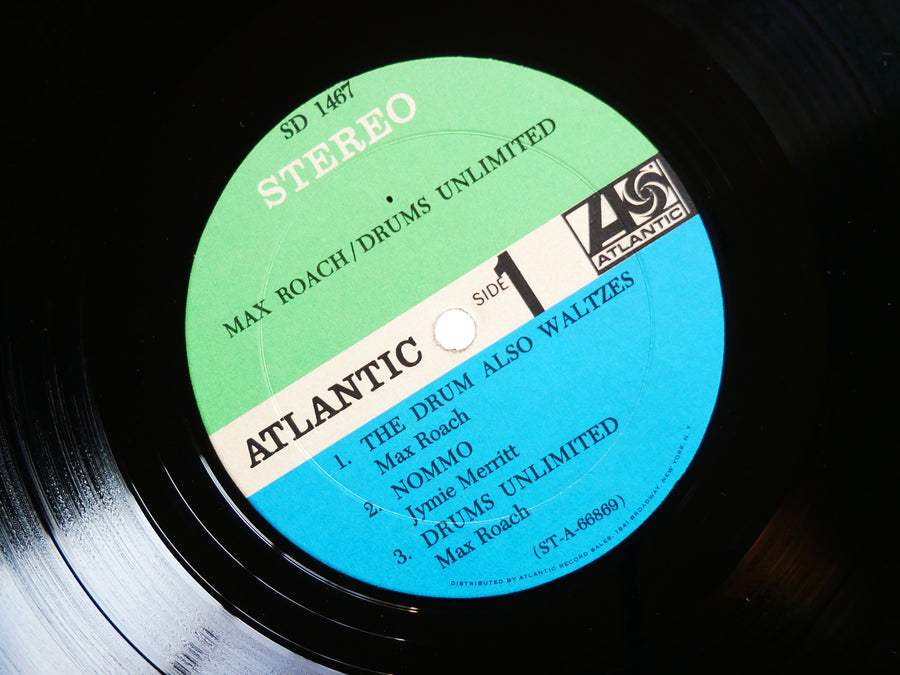 SD 1467
STEREO
MAX ROACH/DRUMS UNLIMITED
ATLANTIC
SIDE 1
A
ATLANTIC
1. THE DRUM ALSO WALTZES
Max Roach
2. NOMMO
Jymie Merritt
3. DRUMS UNLIMITED
Max Roach
(ST-A-66869)
DISTRIBUTED BY ATLANTIC RECORD SALES, 1841 BROADWAY, NEW YORK, N. Y.